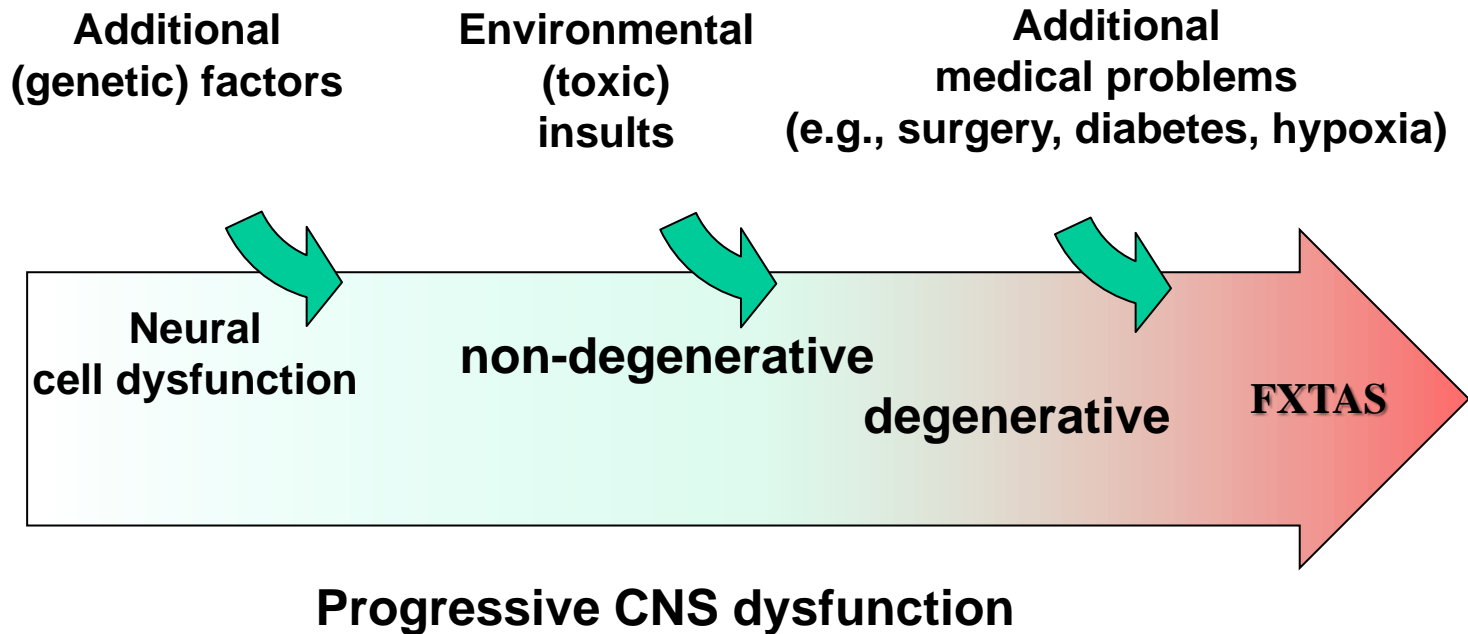 Additional
(genetic) factors
Environmental
(toxic)
insults
Additional
medical problems
(e.g., surgery, diabetes, hypoxia)
Neural
cell dysfunction
non-degenerative
degenerative
FXTAS
Progressive CNS dysfunction